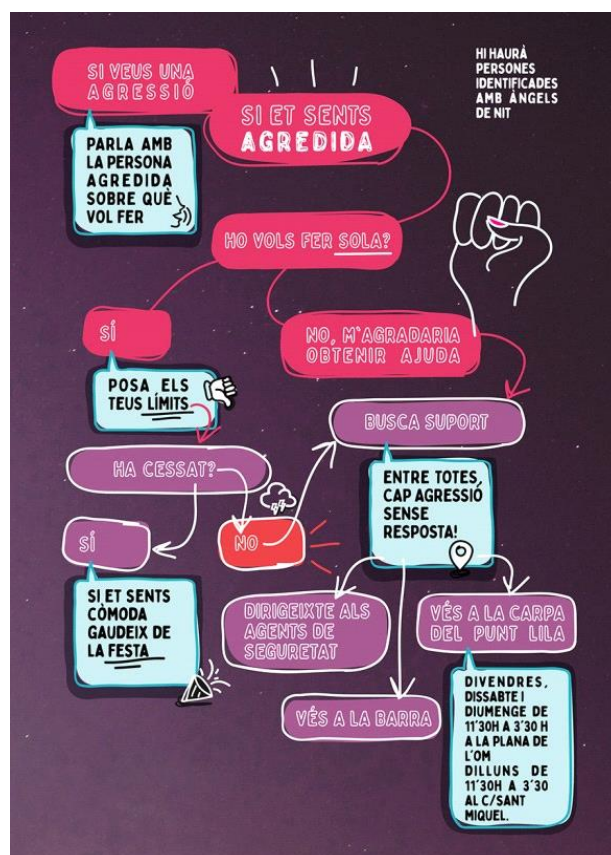 SI VEUS UNA
AGRESSIÓ
PARLA AMB
LA PERSONA
AGREDIDA
SOBRE QUÈ
VOL FER
SI ET SENTS
AGREDIDA
HI HAURÀ
PERSONES
IDENTIFICADES
AMB ÀNGELS
DE NIT
HO VOLS FER SOLA?
SÍ
NO, M'AGRADARIA
OBTENIR AJUDA
POSA ELS
TEUS LÍMITS
BUSCA SUPORT
HA CESSAT?
ENTRE TOTES,
CAP AGRESSIÓ
SENSE
RESPOSTA!
SÍ
NO
SI ET SENTS
CÒMODA
GAUDEIX DE
LA FESTA
DIRIGEIXTE ALS
AGENTS DE
SEGURETAT
VÉS A LA CARPA
DEL PUNT LILA
VÉS A LA BARRA
DIVENDRES,
DISSABTE I
DIUMENGE DE
11'30H A 3'30 H
A LA PLANA DE
L'OM
DILLUNS DE
11'30H A 3'30
AL C/SANT
MIQUEL.